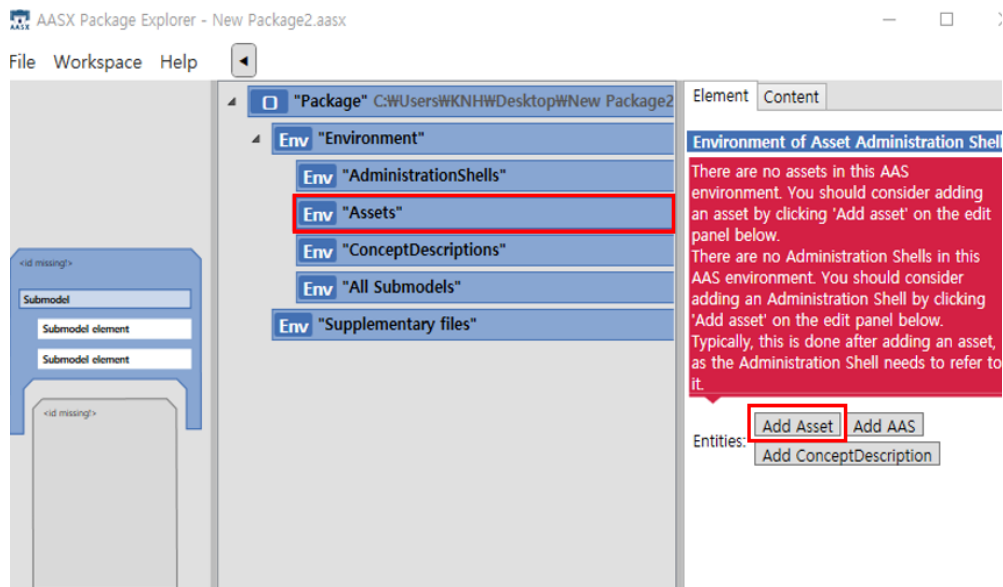 AASX Package Explorer - New Package2.aasx
File Workspace Help
"Package" C:₩Users₩KNH₩Desktop₩New Package2
Env "Environment"
Env "AdministrationShells"
Env "Assets"
Env "ConceptDescriptions"
Env "All Submodels"
Env "Supplementary files"
<id missing!>
Submodel
Submodel element
Submodel element
<id missing!>
Element Content
Environment of Asset Administration Shell
There are no assets in this AAS
environment. You should consider adding
an asset by clicking 'Add asset' on the edit
panel below.
There are no Administration Shells in this
AAS environment. You should consider
adding an Administration Shell by clicking
'Add asset' on the edit panel below.
Typically, this is done after adding an asset,
as the Administration Shell needs to refer to
it.
Entities:
Add Asset Add AAS
Add ConceptDescription